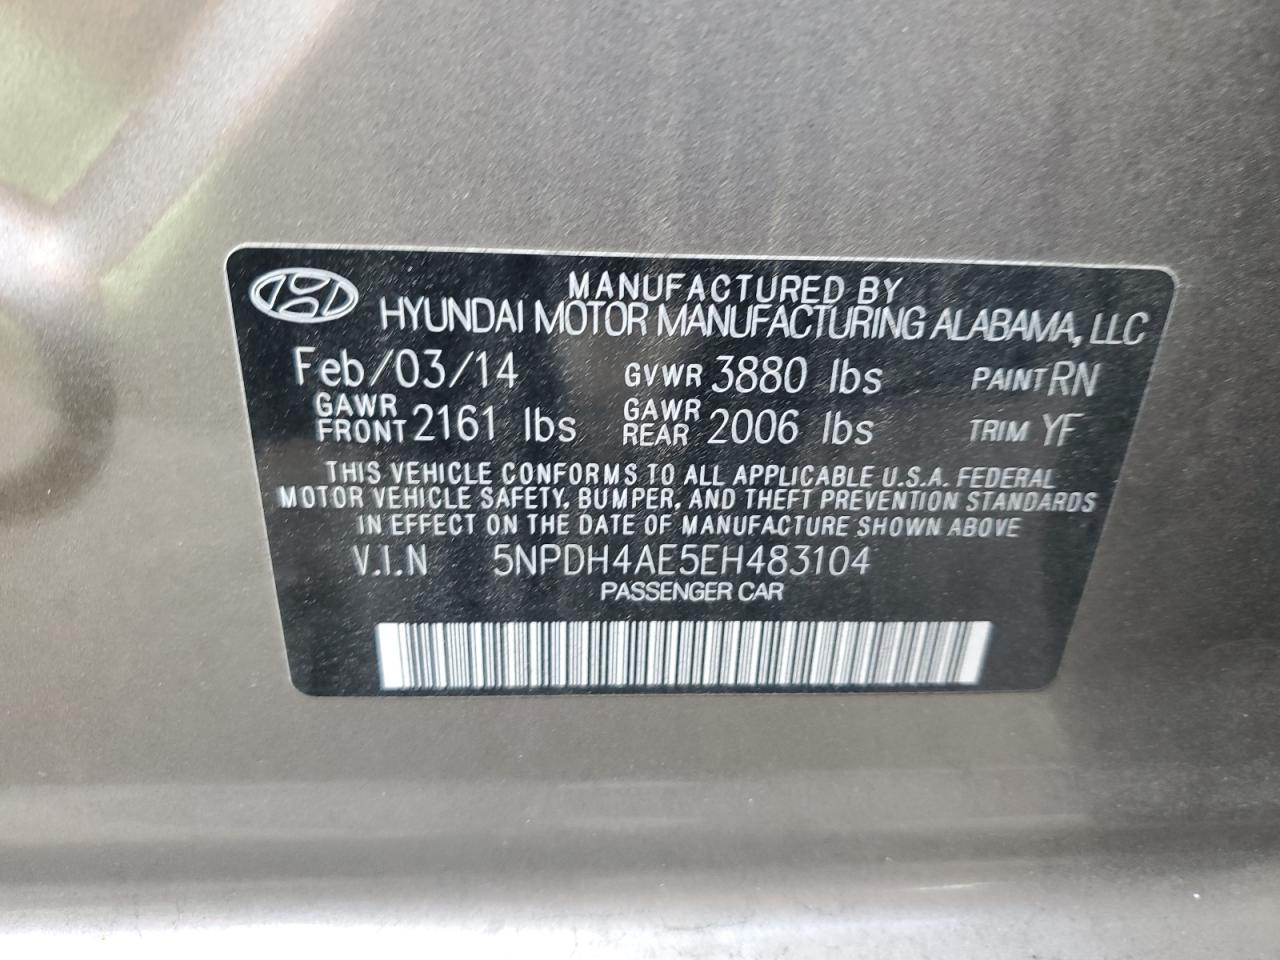 MANUFACTURED BY
HYUNDAI MOTOR MANUFACTURING ALABAMA, LLC
Feb/03/14 GVWR 3880 lbs PAINT RN
GAWR FRONT 2161 lbs GAWR REAR 2006 lbs TRIM YF
THIS VEHICLE CONFORMS TO ALL APPLICABLE U.S.A. FEDERAL
MOTOR VEHICLE SAFETY, BUMPER, AND THEFT PREVENTION STANDARDS
IN EFFECT ON THE DATE OF MANUFACTURE SHOWN ABOVE
V.I.N 5NPDH4AE5EH483104
PASSENGER CAR